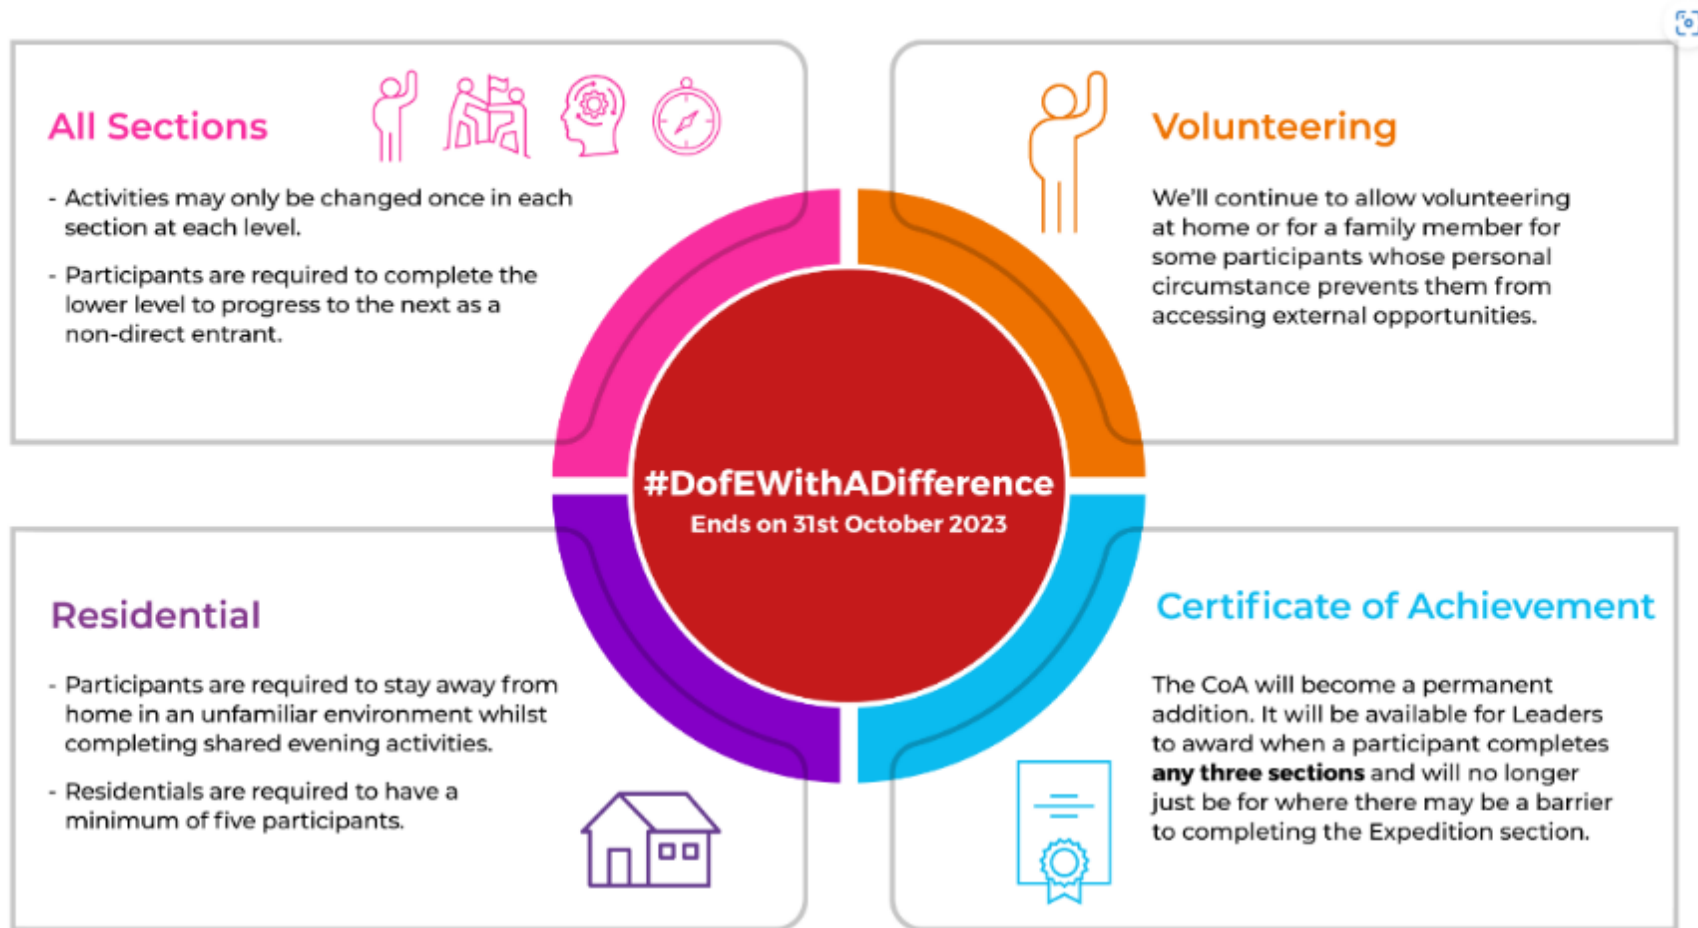 All Sections
- Activities may only be changed once in each
section at each level.
- Participants are required to complete the
lower level to progress to the next as a
non-direct entrant.
Volunteering
We'll continue to allow volunteering
at home or for a family member for
some participants whose personal
circumstance prevents them from
accessing external opportunities.
#DofEWithADifference
Ends on 31st October 2023
Residential
- Participants are required to stay away from
home in an unfamiliar environment whilst
completing shared evening activities.
- Residentials are required to have a
minimum of five participants.
Certificate of Achievement
The CoA will become a permanent
addition. It will be available for Leaders
to award when a participant completes
any three sections and will no longer
just be for where there may be a barrier
to completing the Expedition section.